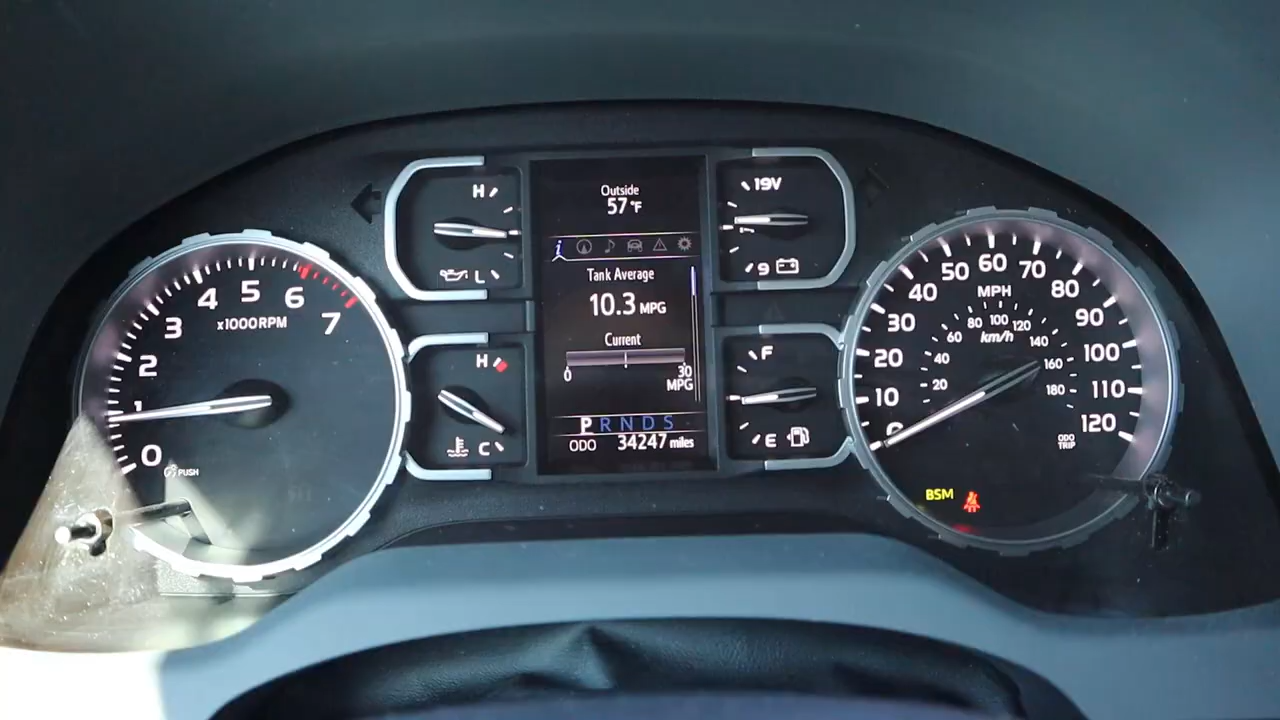 Outside
57°F
Tank Average
10.3 MPG
Current
0 30
MPG
P R N D S
ODO 34247 miles
0 1 2 3 4 5 6 7
x1000RPM
PUSH
H
L
H
C
19V
9
F
E
0 10 20 30 40 50 60 70 80 90 100 110 120
MPH
20 40 60 80 100 120 140 160 180
km/h
ODO
TRIP
BSM